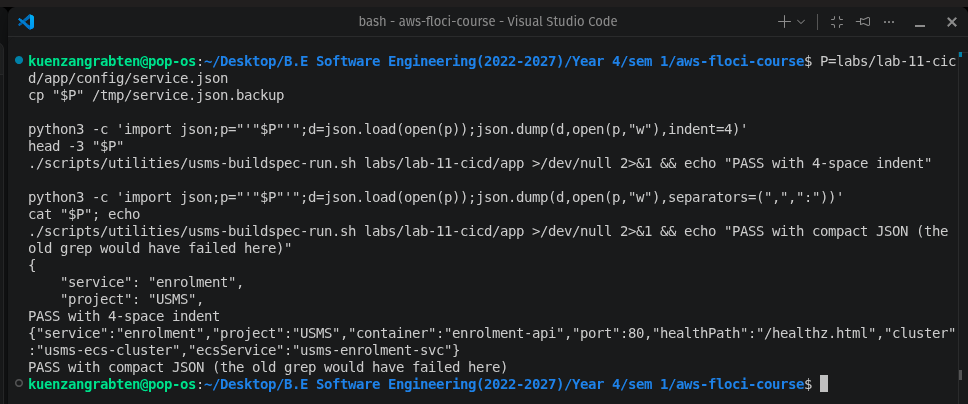 bash - aws-floci-course - Visual Studio Code
kuenzangrabten@pop-os:~/Desktop/B.E Software Engineering(2022-2027)/Year 4/sem 1/aws-floci-course$ P=labs/lab-11-cic
d/app/config/service.json
cp "$P" /tmp/service.json.backup
python3 -c 'import json;p="'"$P"'";d=json.load(open(p));json.dump(d,open(p,"w"),indent=4)'
head -3 "$P"
./scripts/utilities/usms-buildspec-run.sh labs/lab-11-cicd/app >/dev/null 2>&1 && echo "PASS with 4-space indent"
python3 -c 'import json;p="'"$P"'";d=json.load(open(p));json.dump(d,open(p,"w"),separators=(",",":"))'
cat "$P"; echo
./scripts/utilities/usms-buildspec-run.sh labs/lab-11-cicd/app >/dev/null 2>&1 && echo "PASS with compact JSON (the
old grep would have failed here)"
{
    "service": "enrolment",
    "project": "USMS",
PASS with 4-space indent
{"service":"enrolment","project":"USMS","container":"enrolment-api","port":80,"healthPath":"/healthz.html","cluster"
:"usms-ecs-cluster","ecsService":"usms-enrolment-svc"}
PASS with compact JSON (the old grep would have failed here)
kuenzangrabten@pop-os:~/Desktop/B.E Software Engineering(2022-2027)/Year 4/sem 1/aws-floci-course$